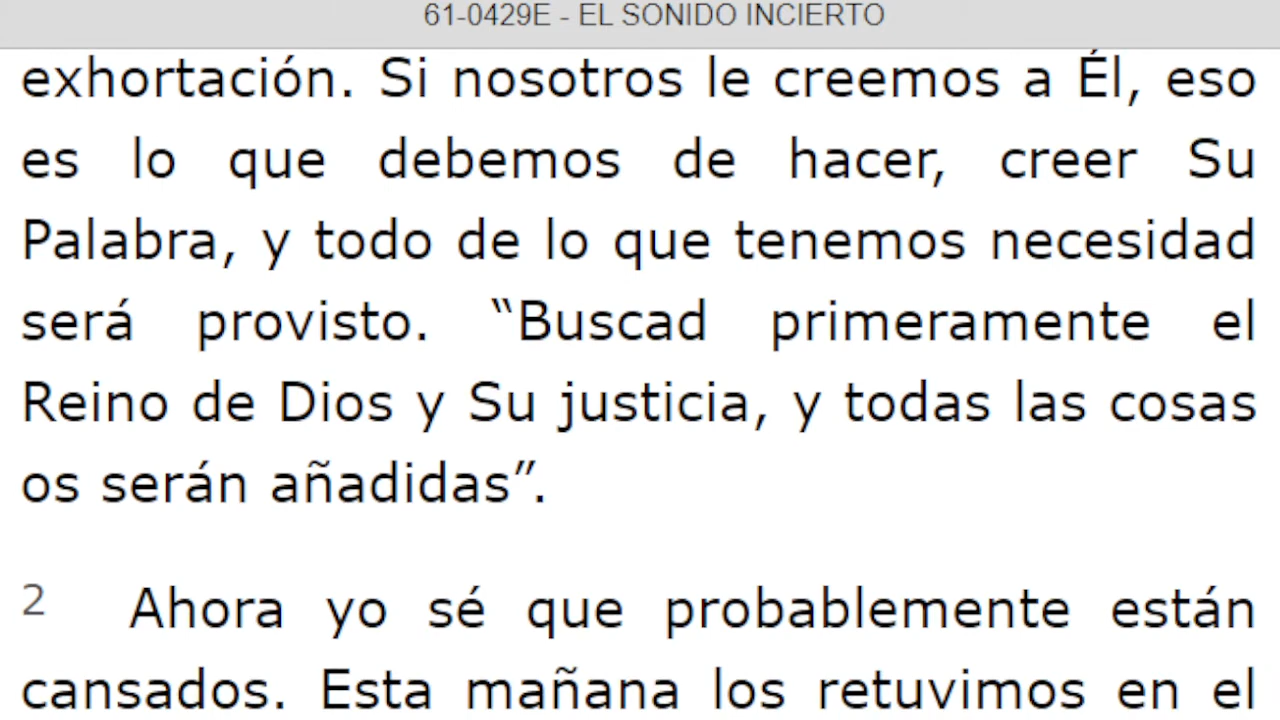 61-0429E - EL SONIDO INCIERTO
exhortación. Si nosotros le creemos a Él, eso
es lo que debemos de hacer, creer Su
Palabra, y todo de lo que tenemos necesidad
será provisto. “Buscad primeramente el
Reino de Dios y Su justicia, y todas las cosas
os serán añadidas”.
2 Ahora yo sé que probablemente están
cansados. Esta mañana los retuvimos en el